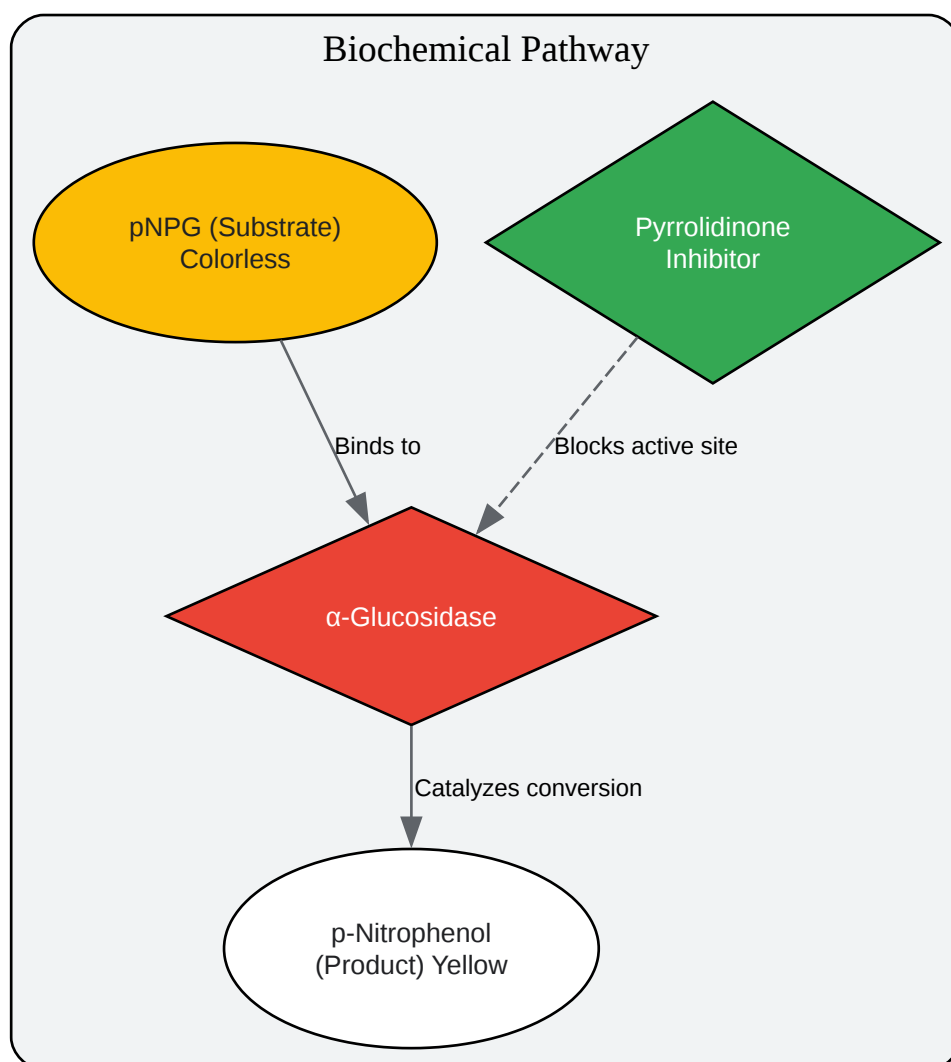 Biochemical Pathway
pNPG (Substrate)
Colorless
Pyrrolidinone
Inhibitor
Binds to
Blocks active site
α-Glucosidase
Catalyzes conversion
p-Nitrophenol
(Product) Yellow